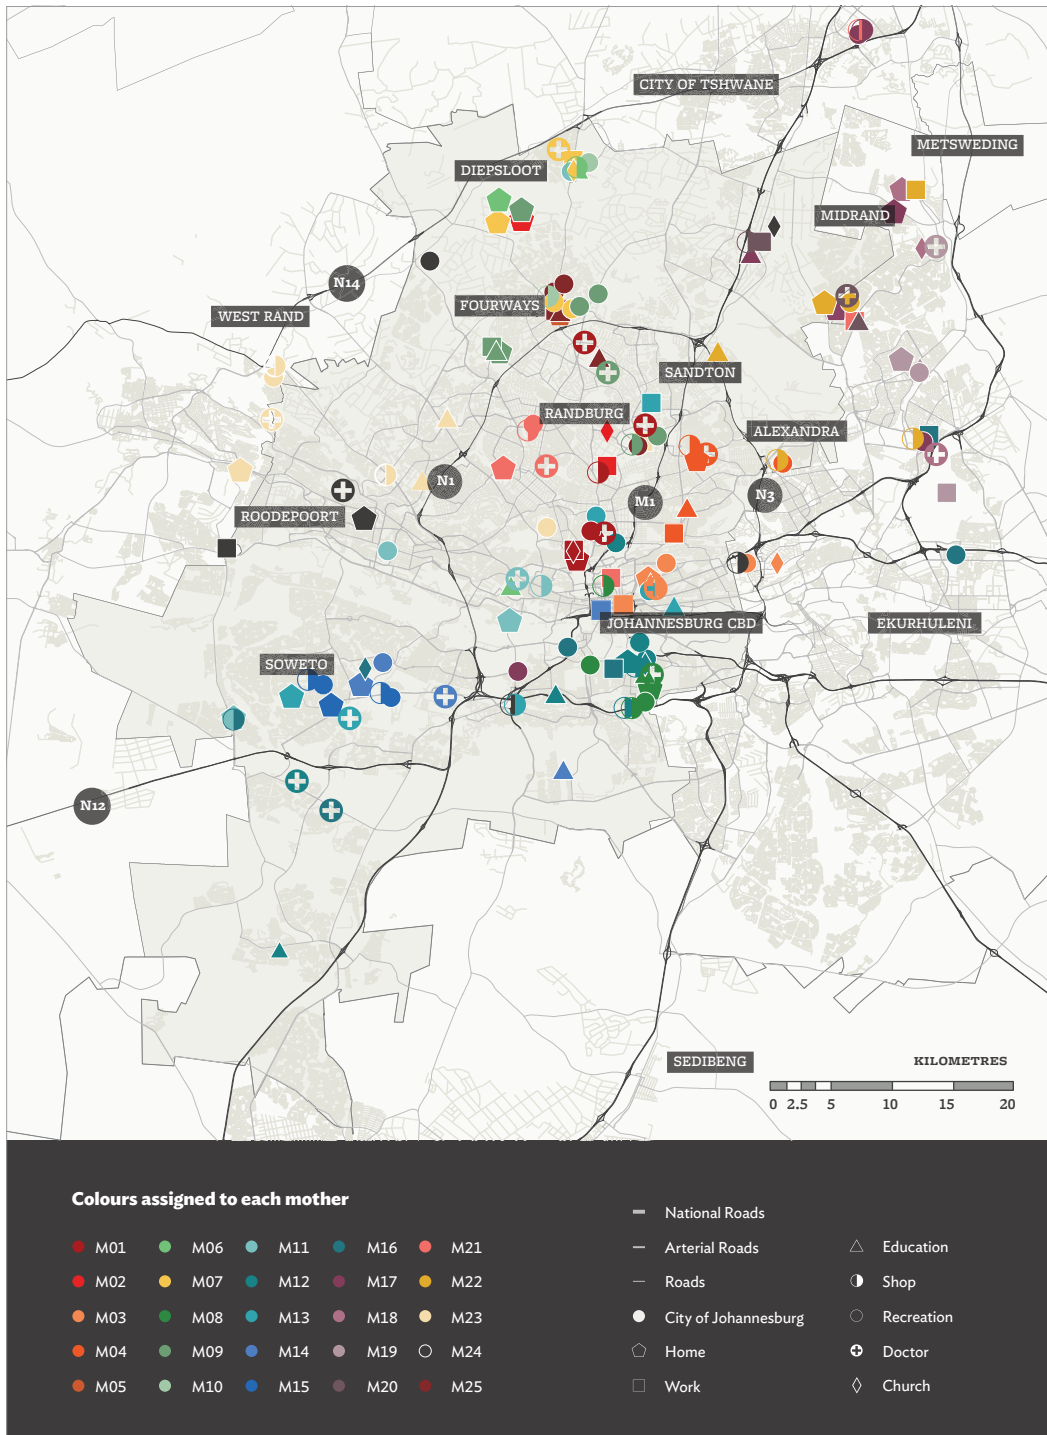 CITY OF TSHWANE
METSWEDING
DIEPSLOOT
MIDRAND
N14
FOURWAYS
WEST RAND
SANDTON
RANDBURG
ALEXANDRA
N1
N3
M1
ROODEPOORT
JOHANNESBURG CBD
EKURHULENI
SOWETO
N12
SEDIBENG
KILOMETRES
0 2.5 5 10 15 20
Colours assigned to each mother
M01 M06 M11 M16 M21
M02 M07 M12 M17 M22
M03 M08 M13 M18 M23
M04 M09 M14 M19 M24
M05 M10 M15 M20 M25
National Roads
Arterial Roads
Roads
City of Johannesburg
Home
Work
Education
Shop
Recreation
Doctor
Church